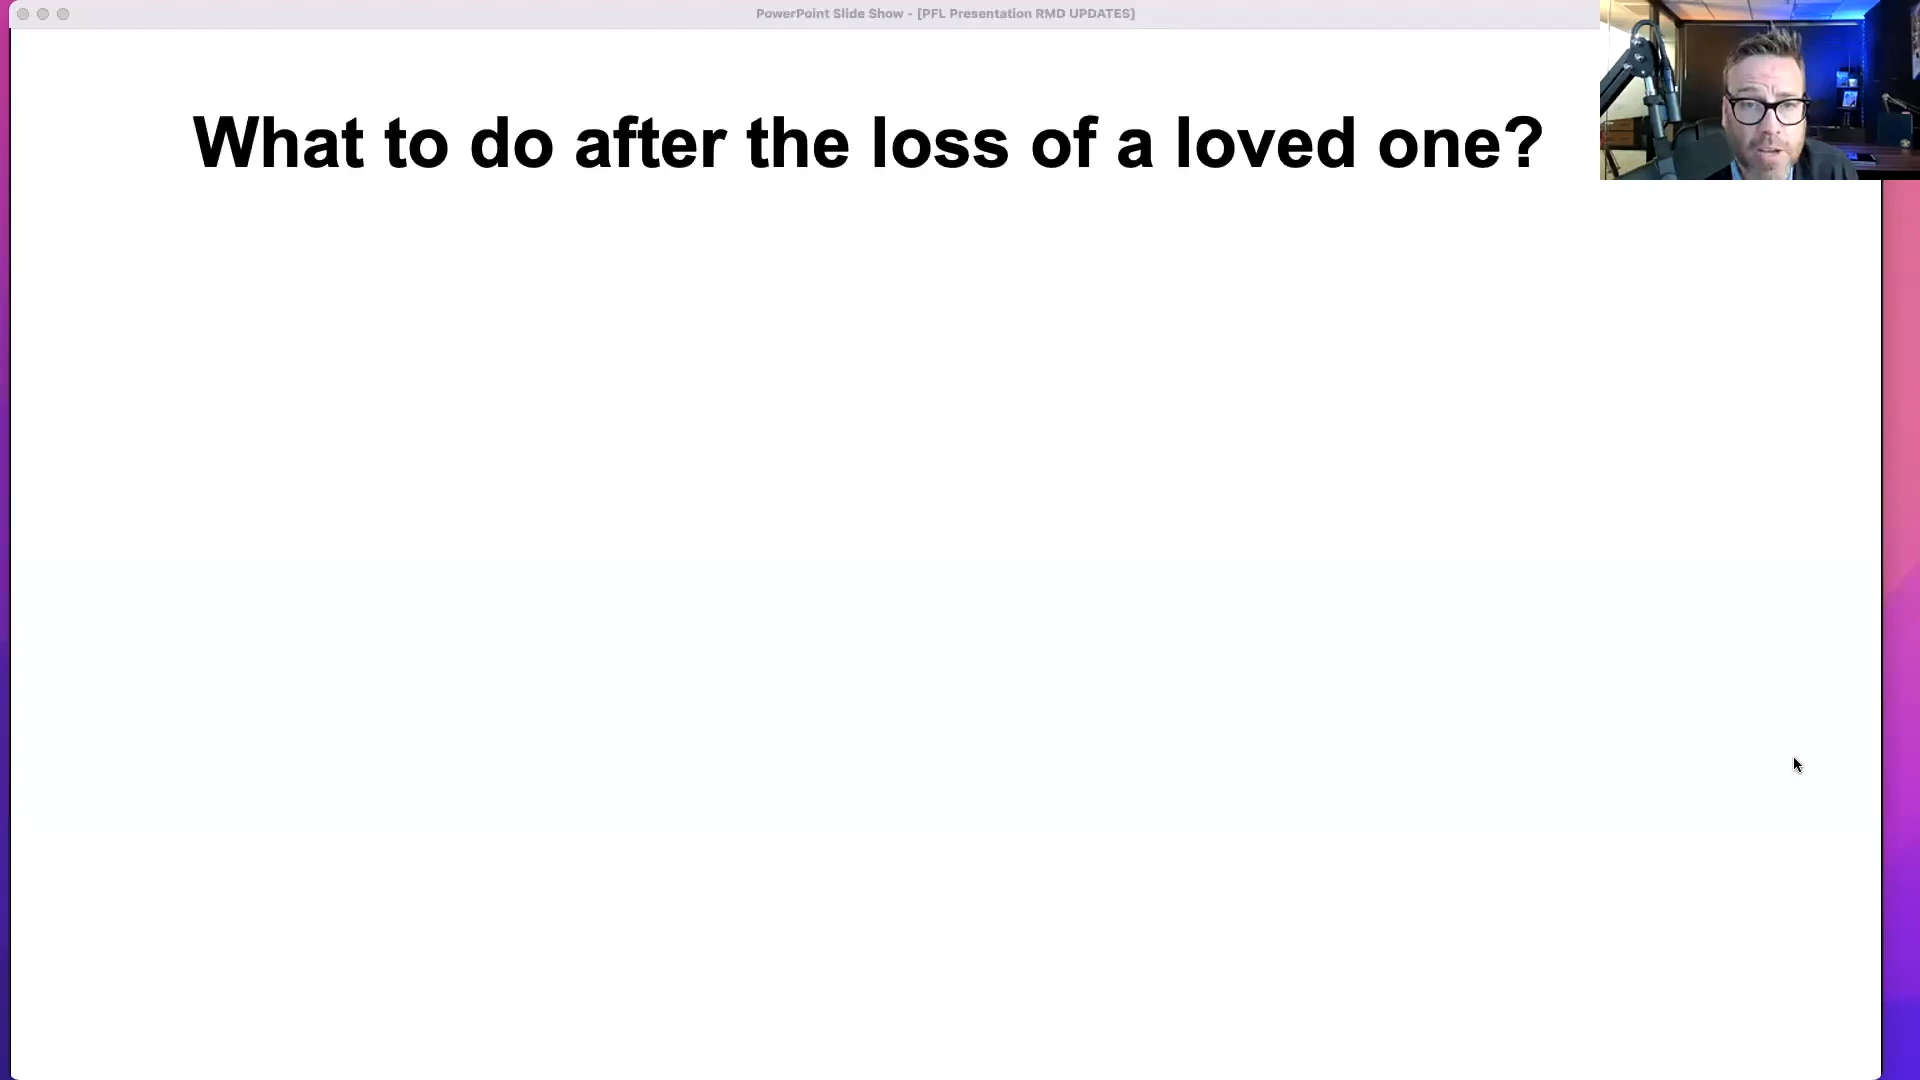 PowerPoint Slide Show - [PFL Presentation RMD UPDATES]
What to do after the loss of a loved one?